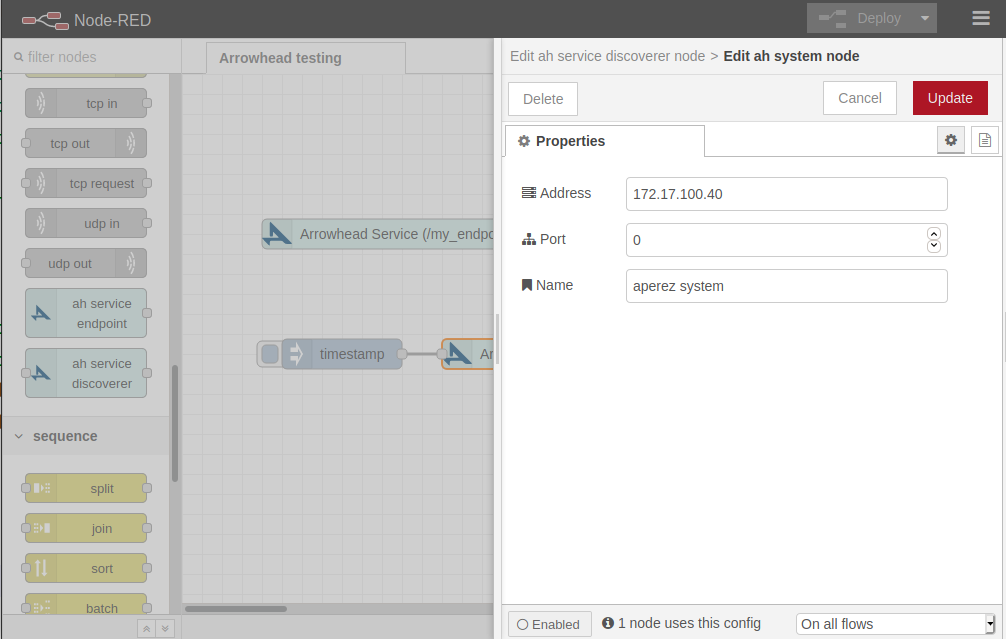 Node-RED
Deploy
filter nodes
Arrowhead testing
Edit ah service discoverer node > Edit ah system node
Delete
Cancel
Update
Properties
Address
172.17.100.40
Port
0
Name
aperez system
tcp in
tcp out
tcp request
udp in
udp out
ah service
endpoint
ah service
discoverer
sequence
split
join
sort
batch
Arrowhead Service (/my_endpo
timestamp
Ar
Enabled
1 node uses this config
On all flows